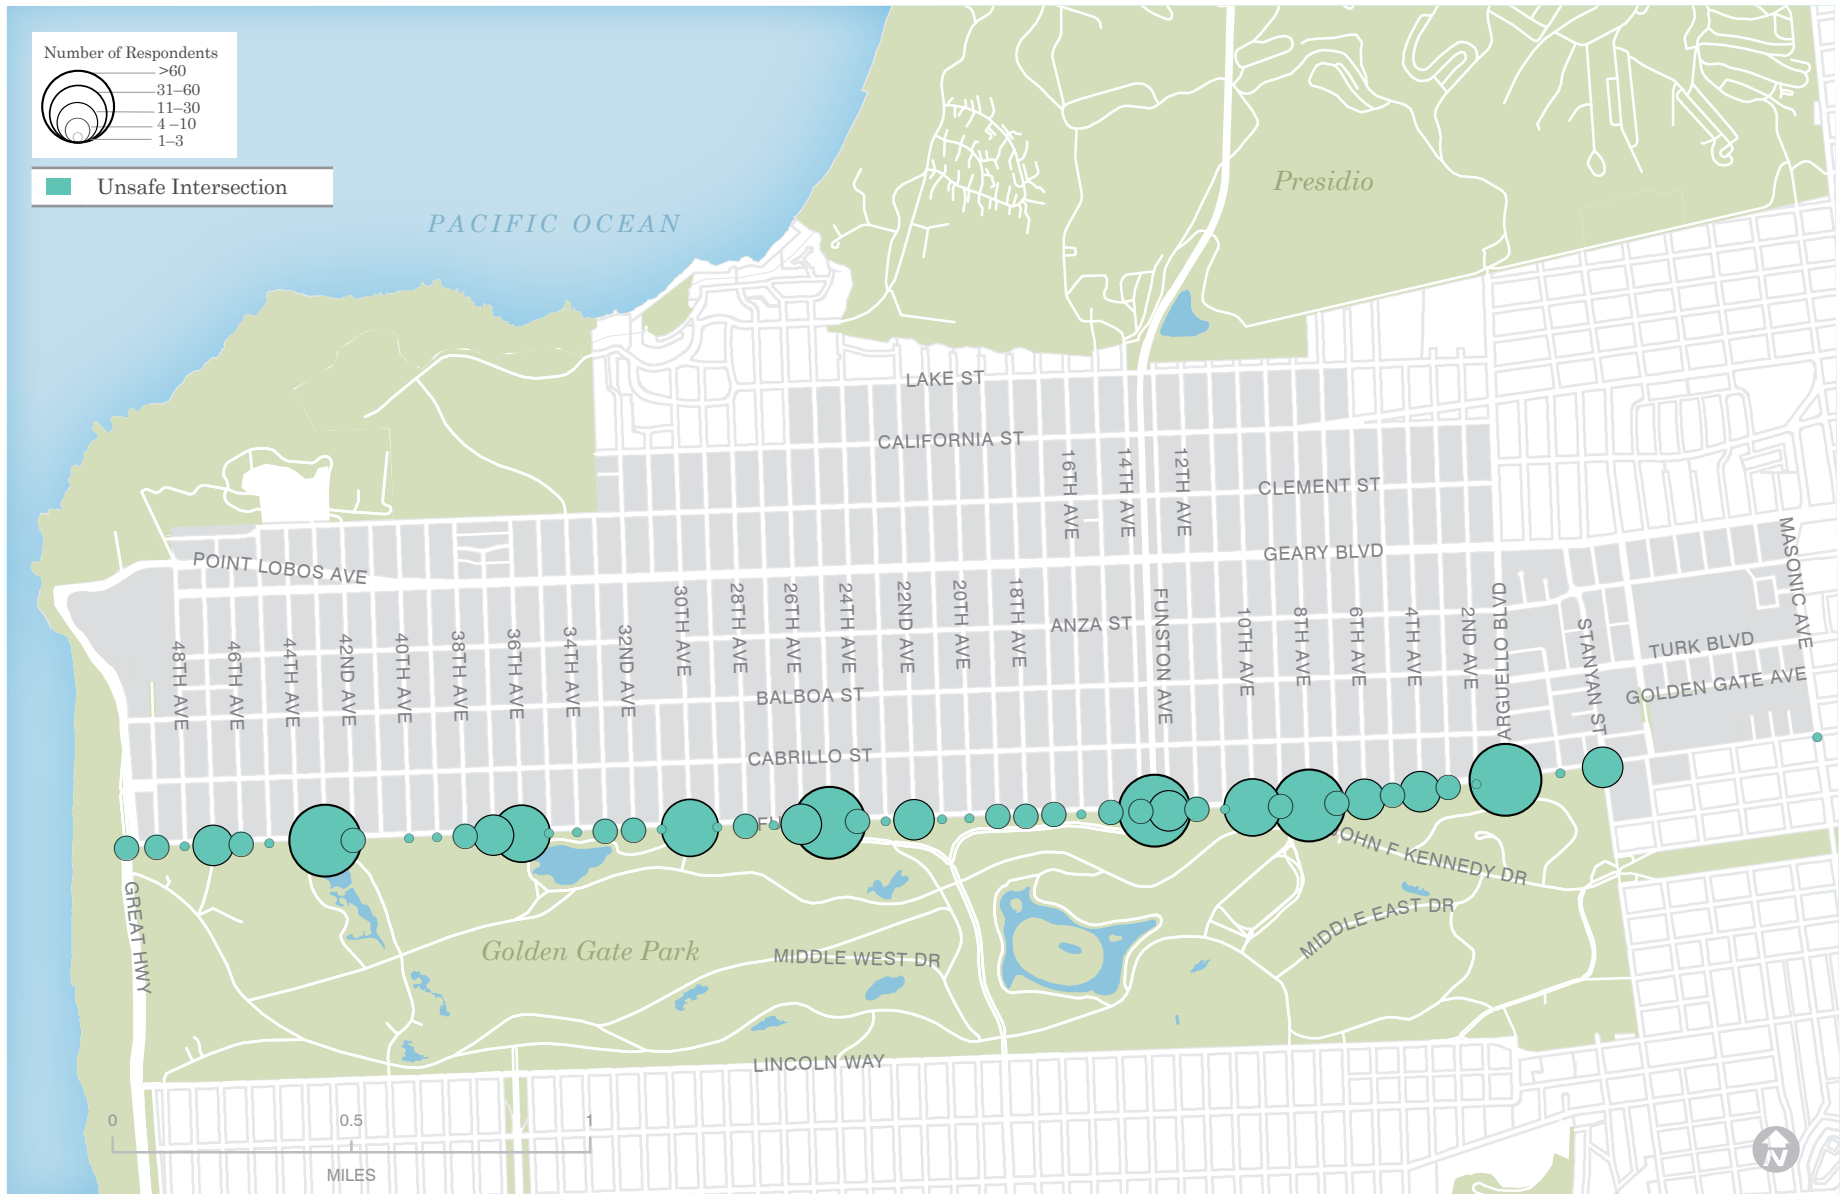 Number of Respondents
>60
31–60
11–30
4–10
1–3
Unsafe Intersection
PACIFIC OCEAN
Presidio
LAKE ST
CALIFORNIA ST
16TH AVE
14TH AVE
12TH AVE
CLEMENT ST
GEARY BLVD
POINT LOBOS AVE
MASONIC AVE
30TH AVE
28TH AVE
26TH AVE
24TH AVE
22ND AVE
20TH AVE
18TH AVE
ANZA ST
FUNSTON AVE
10TH AVE
8TH AVE
6TH AVE
4TH AVE
2ND AVE
ARGUELLO BLVD
STANYAN ST
TURK BLVD
GOLDEN GATE AVE
48TH AVE
46TH AVE
44TH AVE
42ND AVE
40TH AVE
38TH AVE
36TH AVE
34TH AVE
32ND AVE
BALBOA ST
CABRILLO ST
JOHN F KENNEDY DR
MIDDLE EAST DR
GREAT HWY
Golden Gate Park
MIDDLE WEST DR
LINCOLN WAY
0 0.5 1
MILES
N